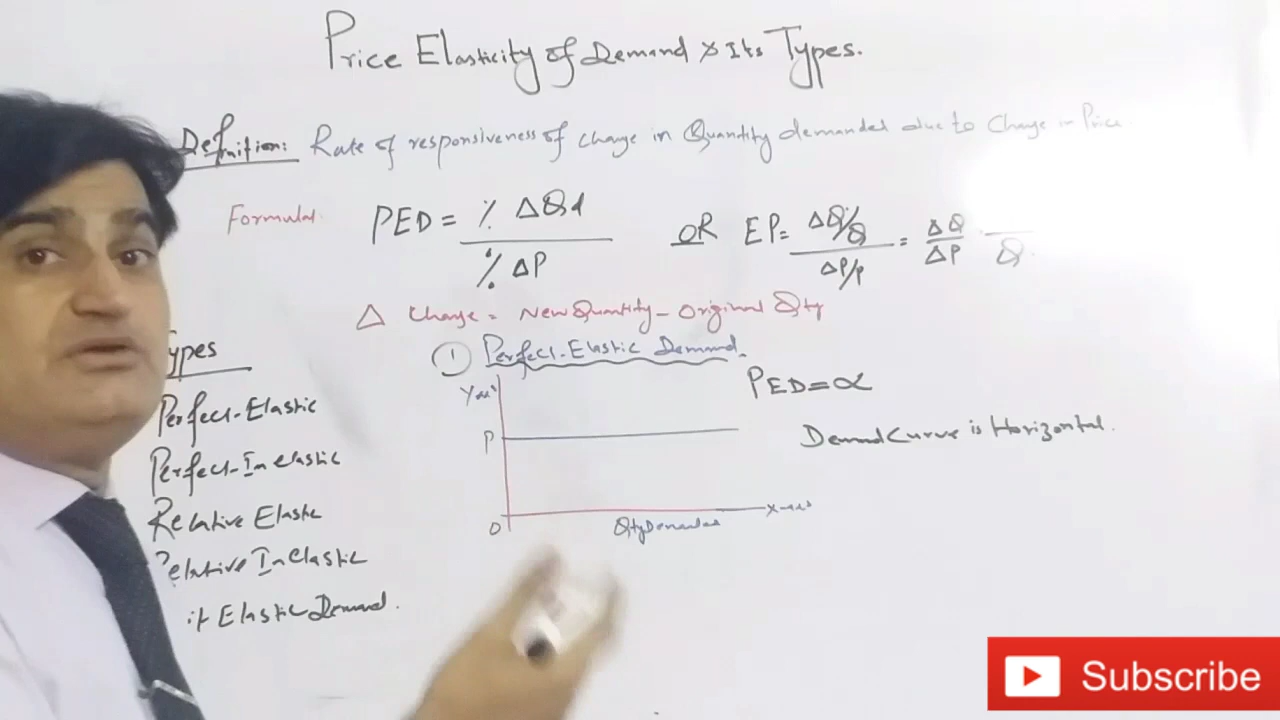 Price Elasticity of Demand & Its Types.
Definition: Rate of responsiveness of change in Quantity demanded due to Change in Price.
Formula: PED = % ΔQd / % ΔP OR EP = ΔQ/Q / ΔP/P = ΔQ / ΔP . Q
Δ Change = New Quantity - Original Qty
Types
① Perfect-Elastic Demand.
PED = α
P
Demand Curve is Horizontal.
O
Qty Demanded
X-axis
Perfect-Elastic
Perfect-Inelastic
Relative Elastic
Relative InElastic
it Elastic Demand.
Subscribe